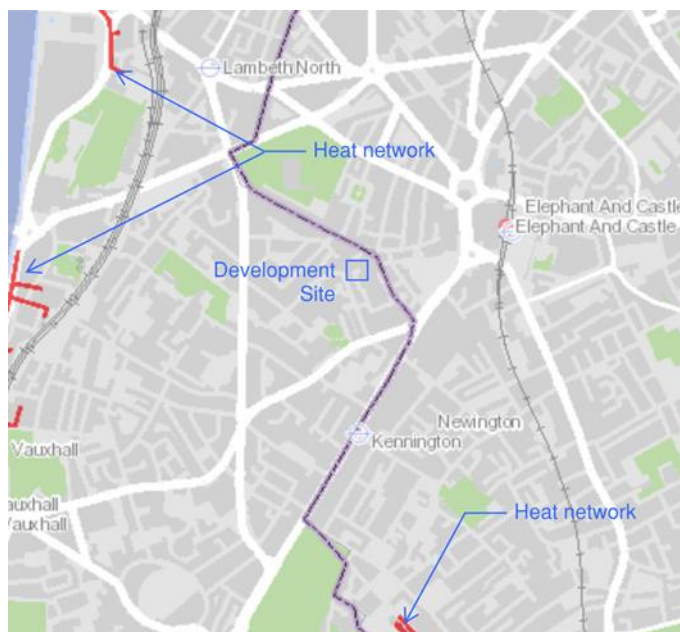 Lambeth North
Heat network
Elephant And Castle
Elephant And Castle
Development
Site
Newington
Kennington
Vauxhall
auxhall
Vauxhall
Heat network